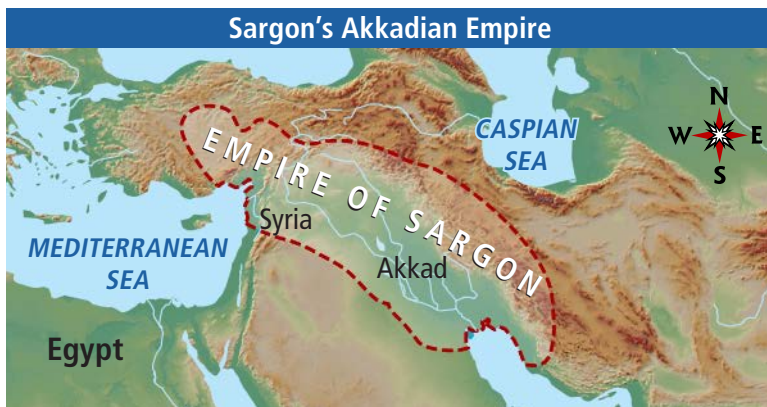 Sargon's Akkadian Empire
N
W E
S
CASPIAN
SEA
EMPIRE OF SARGON
Syria
Akkad
MEDITERRANEAN
SEA
Egypt